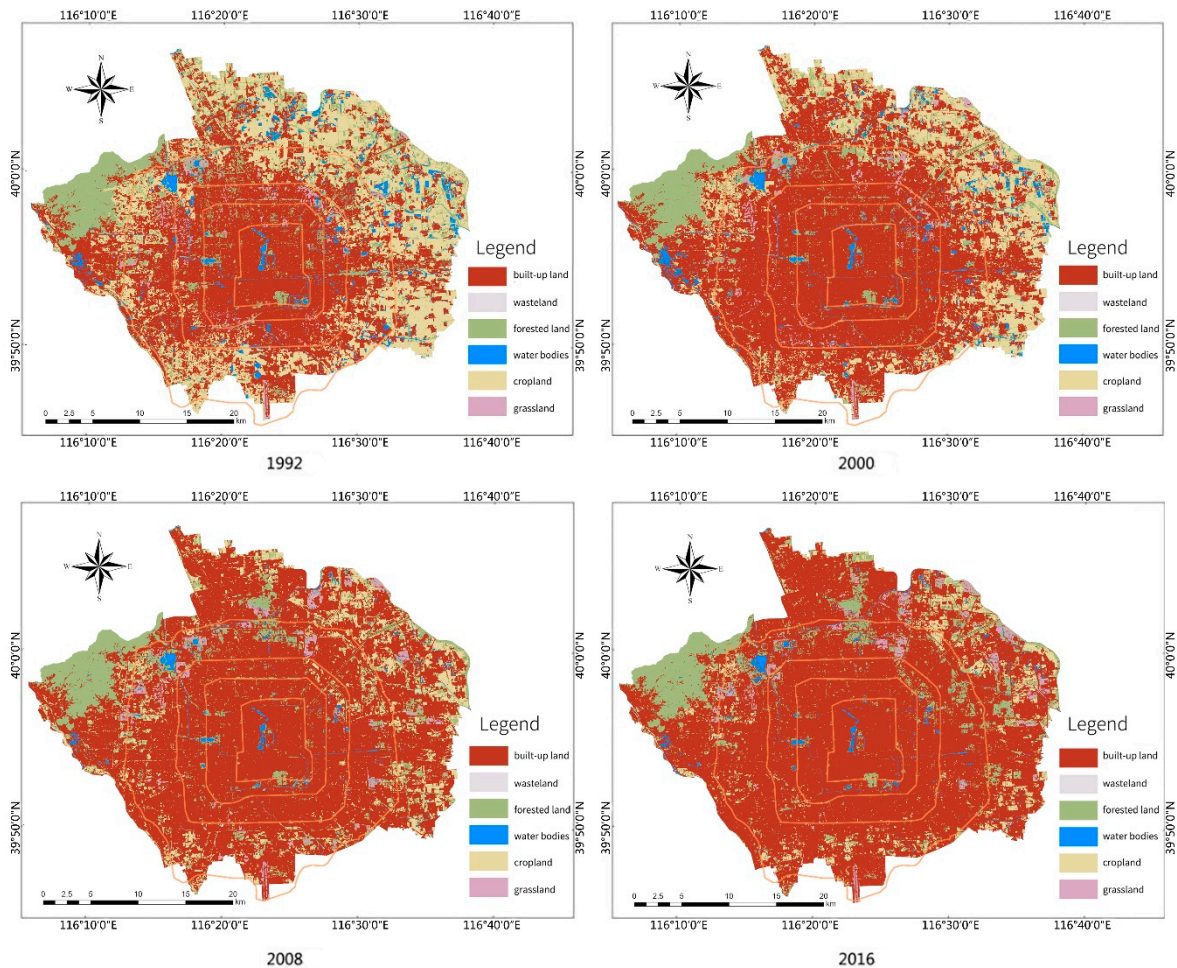 116°10'0"E 116°20'0"E 116°30'0"E 116°40'0"E
N
W E
S
40°0'0"N
39°50'0"N
40°0'0"N
39°50'0"N
Legend
built-up land
wasteland
forested land
water bodies
cropland
grassland
0 2.5 5 10 15 20
km
116°10'0"E 116°20'0"E 116°30'0"E 116°40'0"E
1992
116°10'0"E 116°20'0"E 116°30'0"E 116°40'0"E
N
W E
S
40°0'0"N
39°50'0"N
40°0'0"N
39°50'0"N
Legend
built-up land
wasteland
forested land
water bodies
cropland
grassland
0 2.5 5 10 15 20
km
116°10'0"E 116°20'0"E 116°30'0"E 116°40'0"E
2000
116°10'0"E 116°20'0"E 116°30'0"E 116°40'0"E
N
W E
S
40°0'0"N
39°50'0"N
40°0'0"N
39°50'0"N
Legend
built-up land
wasteland
forested land
water bodies
cropland
grassland
0 2.5 5 10 15 20
km
116°10'0"E 116°20'0"E 116°30'0"E 116°40'0"E
2008
116°10'0"E 116°20'0"E 116°30'0"E 116°40'0"E
N
W E
S
40°0'0"N
39°50'0"N
40°0'0"N
39°50'0"N
Legend
built-up land
wasteland
forested land
water bodies
cropland
grassland
0 2.5 5 10 15 20
km
116°10'0"E 116°20'0"E 116°30'0"E 116°40'0"E
2016